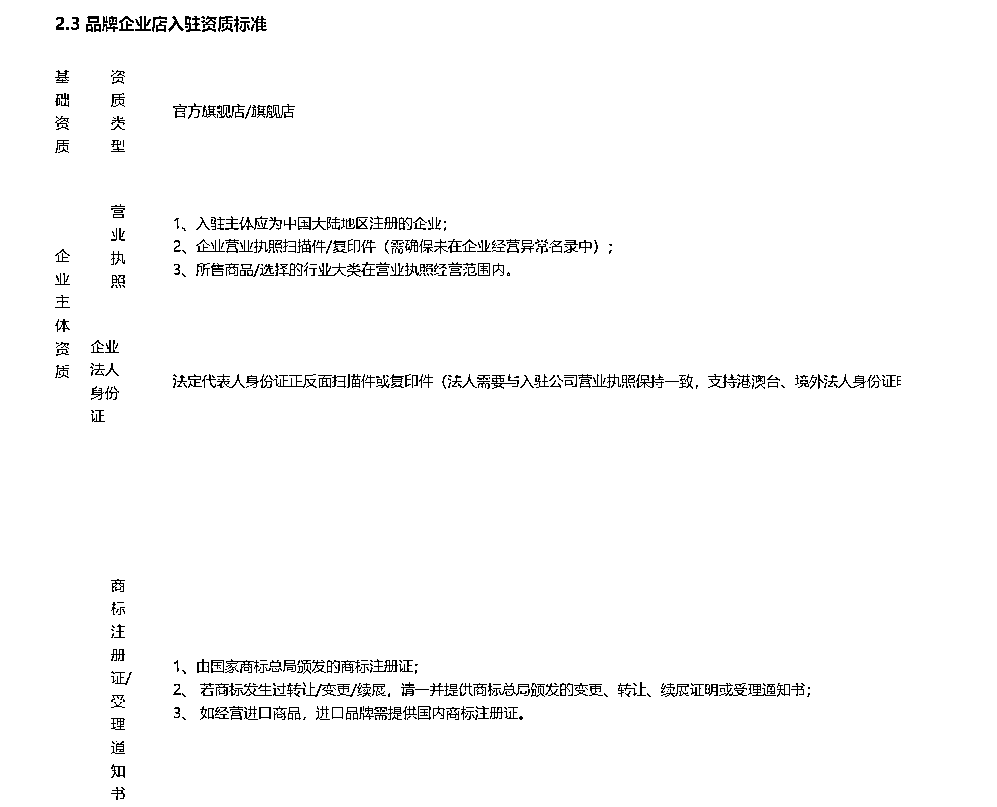 2.3 品牌企业店入驻资质标准
基础资质
资质类型
官方旗舰店/旗舰店
企业主体资质
营业执照
1、入驻主体应为中国大陆地区注册的企业；
2、企业营业执照扫描件/复印件（需确保未在企业经营异常名录中）；
3、所售商品/选择的行业大类在营业执照经营范围内。
企业
法人
身份
证
法定代表人身份证正反面扫描件或复印件（法人需要与入驻公司营业执照保持一致，支持港澳台、境外法人身份证
商标注册证/受理通知书
1、由国家商标总局颁发的商标注册证；
2、 若商标发生过转让/变更/续展，请一并提供商标总局颁发的变更、转让、续展证明或受理通知书；
3、 如经营进口商品，进口品牌需提供国内商标注册证。